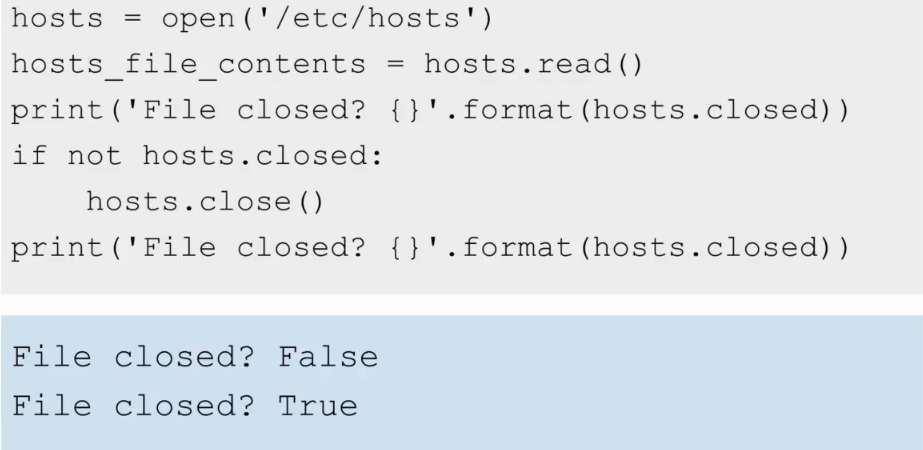 hosts = open('/etc/hosts')
hosts_file_contents = hosts.read()
print('File closed? {}'.format(hosts.closed))
if not hosts.closed:
    hosts.close()
print('File closed? {}'.format(hosts.closed))
File closed? False
File closed? True